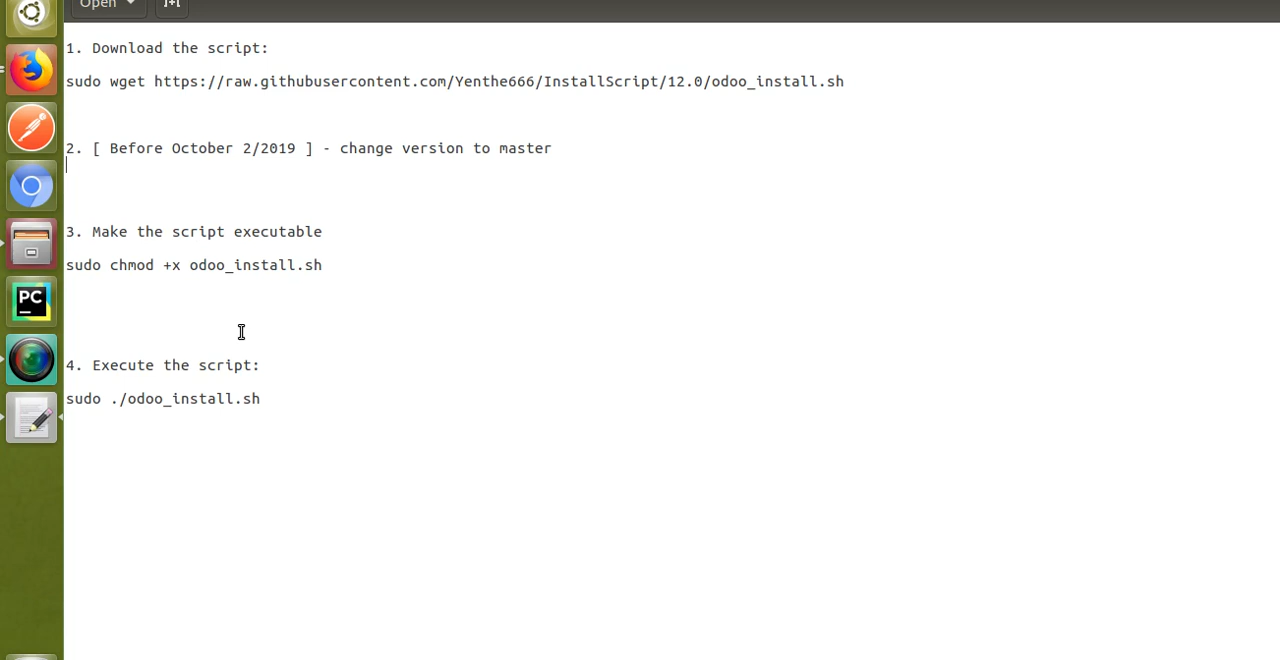 Open
1. Download the script:
sudo wget https://raw.githubusercontent.com/Yenthe666/InstallScript/12.0/odoo_install.sh
2. [ Before October 2/2019 ] - change version to master
3. Make the script executable
sudo chmod +x odoo_install.sh
PC
4. Execute the script:
sudo ./odoo_install.sh